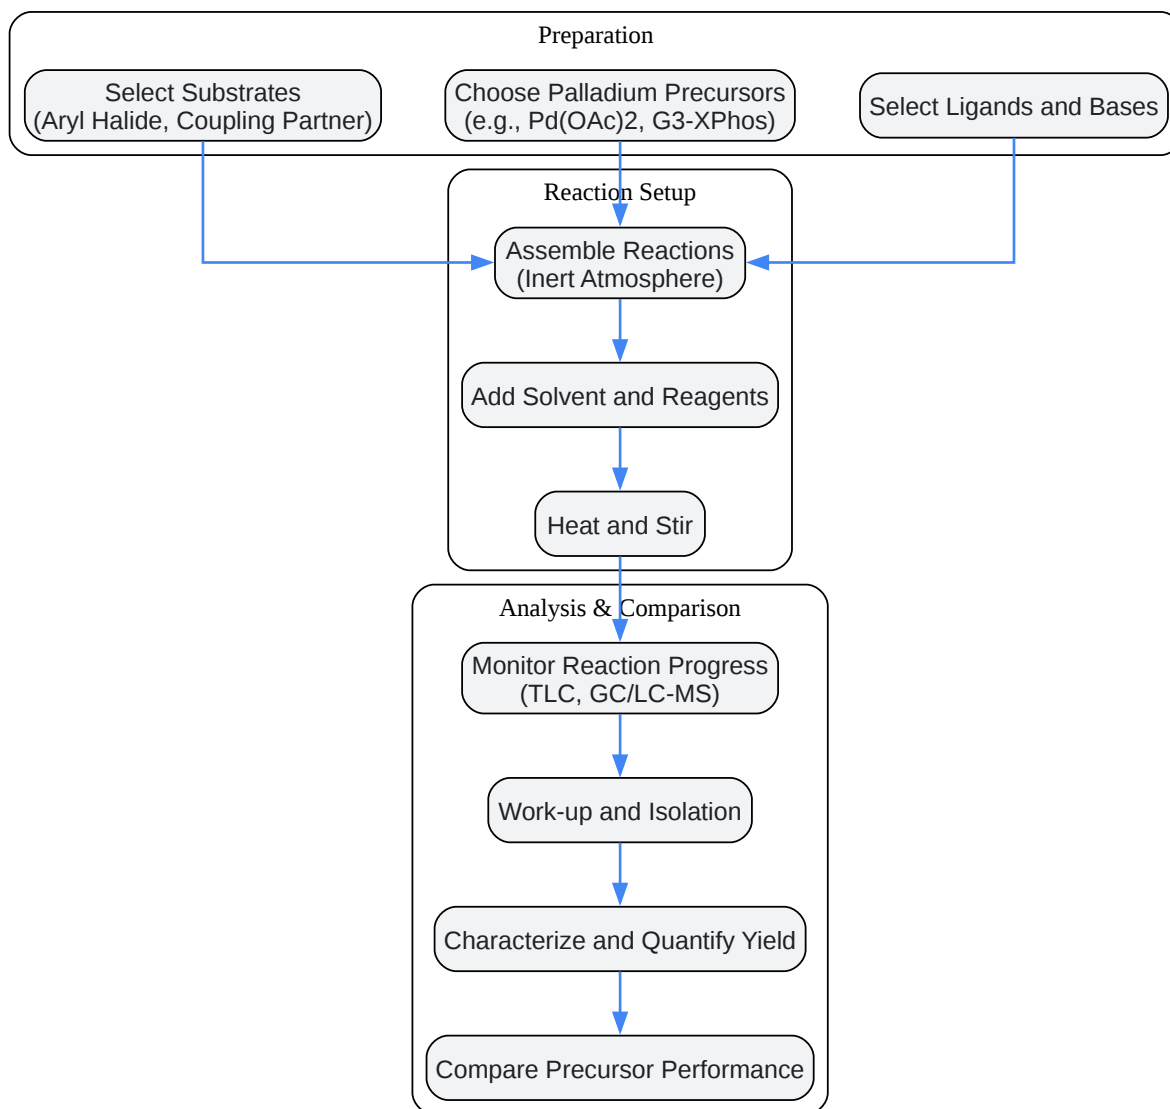 Preparation
Select Substrates
(Aryl Halide, Coupling Partner)
Choose Palladium Precursors
(e.g., Pd(OAc)2, G3-XPhos)
Select Ligands and Bases
Reaction Setup
Assemble Reactions
(Inert Atmosphere)
Add Solvent and Reagents
Heat and Stir
Analysis & Comparison
Monitor Reaction Progress
(TLC, GC/LC-MS)
Work-up and Isolation
Characterize and Quantify Yield
Compare Precursor Performance